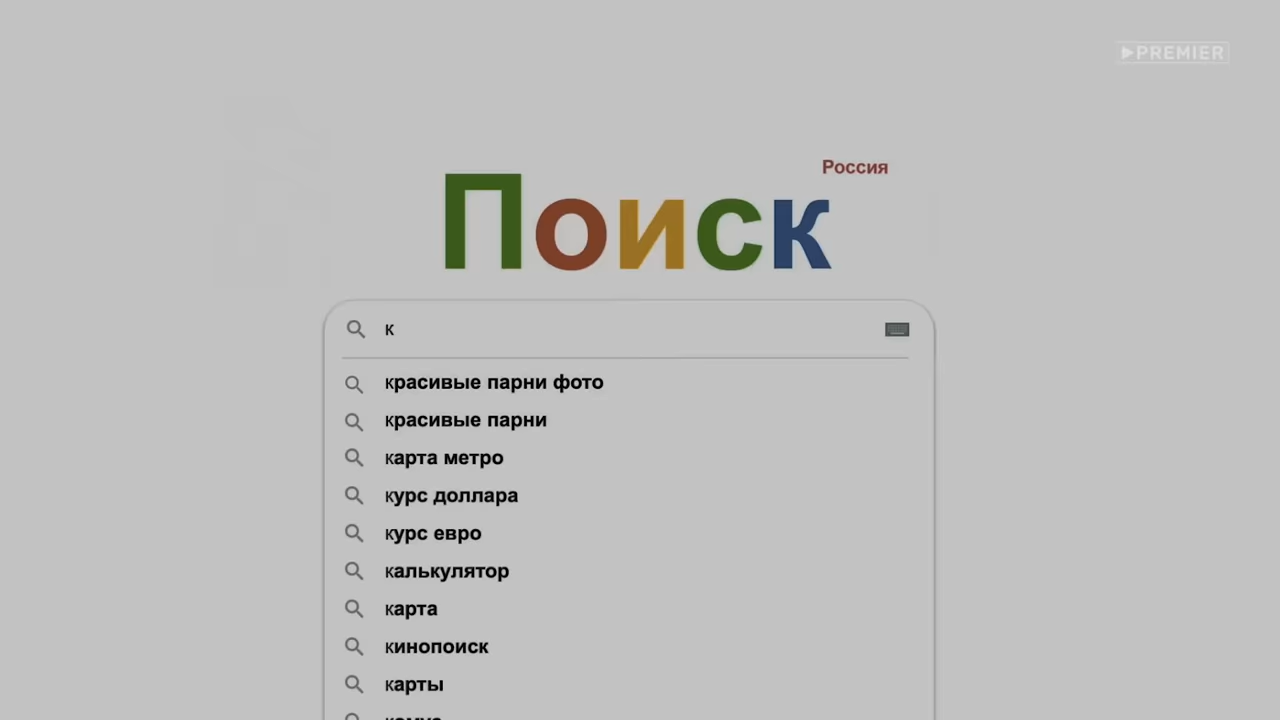 PREMIER
Россия
Поиск
к
красивые парни фото
красивые парни
карта метро
курс доллара
курс евро
калькулятор
карта
кинопоиск
карты